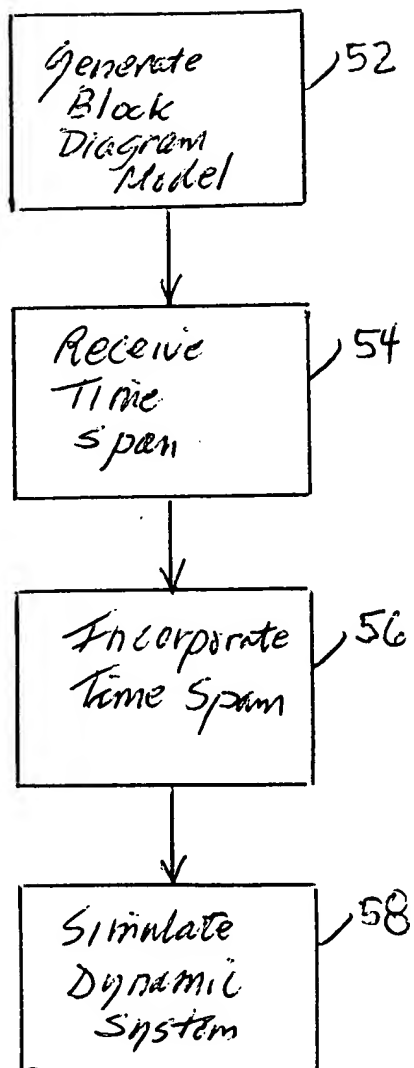 Generate
Block
Diagram
Model
52
Receive
Time
Span
54
Incorporate
Time Span
56
Simulate
Dynamic
System
58